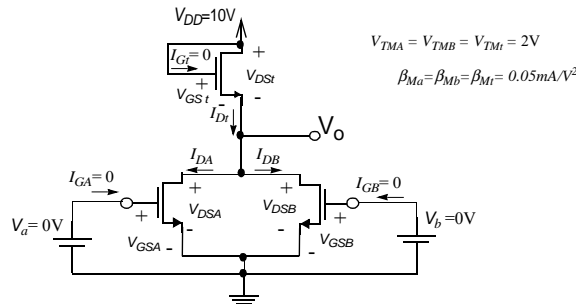 V_DD=10V
V_TMA = V_TMB = V_TMt = 2V
I_Gt=0
+
β_Ma=β_Mb=β_Mt= 0.05mA/V²
+
V_DSt
V_GSt
-
-
I_Dt
V_o
I_DA
I_DB
I_GA=0
+
+
I_GB=0
+
V_DSA
V_DSB
+
V_a=0V
V_b=0V
-
-
V_GSA
-
-
V_GSB